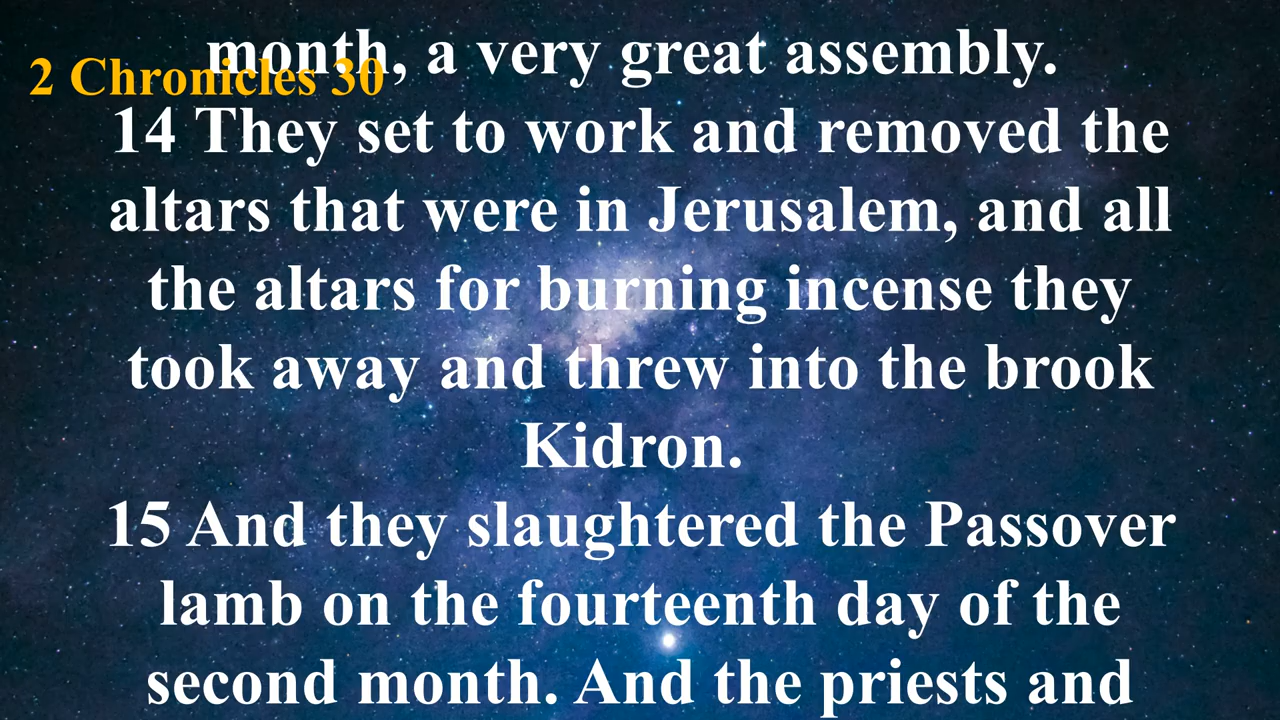 month, a very great assembly.
2 Chronicles 30
14 They set to work and removed the
altars that were in Jerusalem, and all
the altars for burning incense they
took away and threw into the brook
Kidron.
15 And they slaughtered the Passover
lamb on the fourteenth day of the
second month. And the priests and